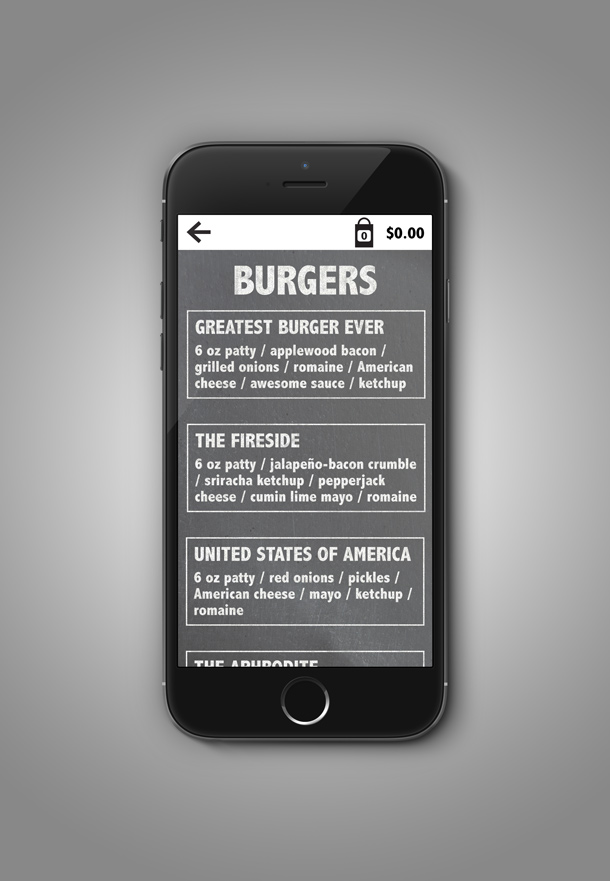 0 $0.00
BURGERS
GREATEST BURGER EVER
6 oz patty / applewood bacon /
grilled onions / romaine / American
cheese / awesome sauce / ketchup
THE FIRESIDE
6 oz patty / jalapeño-bacon crumble
/ sriracha ketchup / pepperjack
cheese / cumin lime mayo / romaine
UNITED STATES OF AMERICA
6 oz patty / red onions / pickles /
American cheese / mayo / ketchup /
romaine
THE APHRODITE